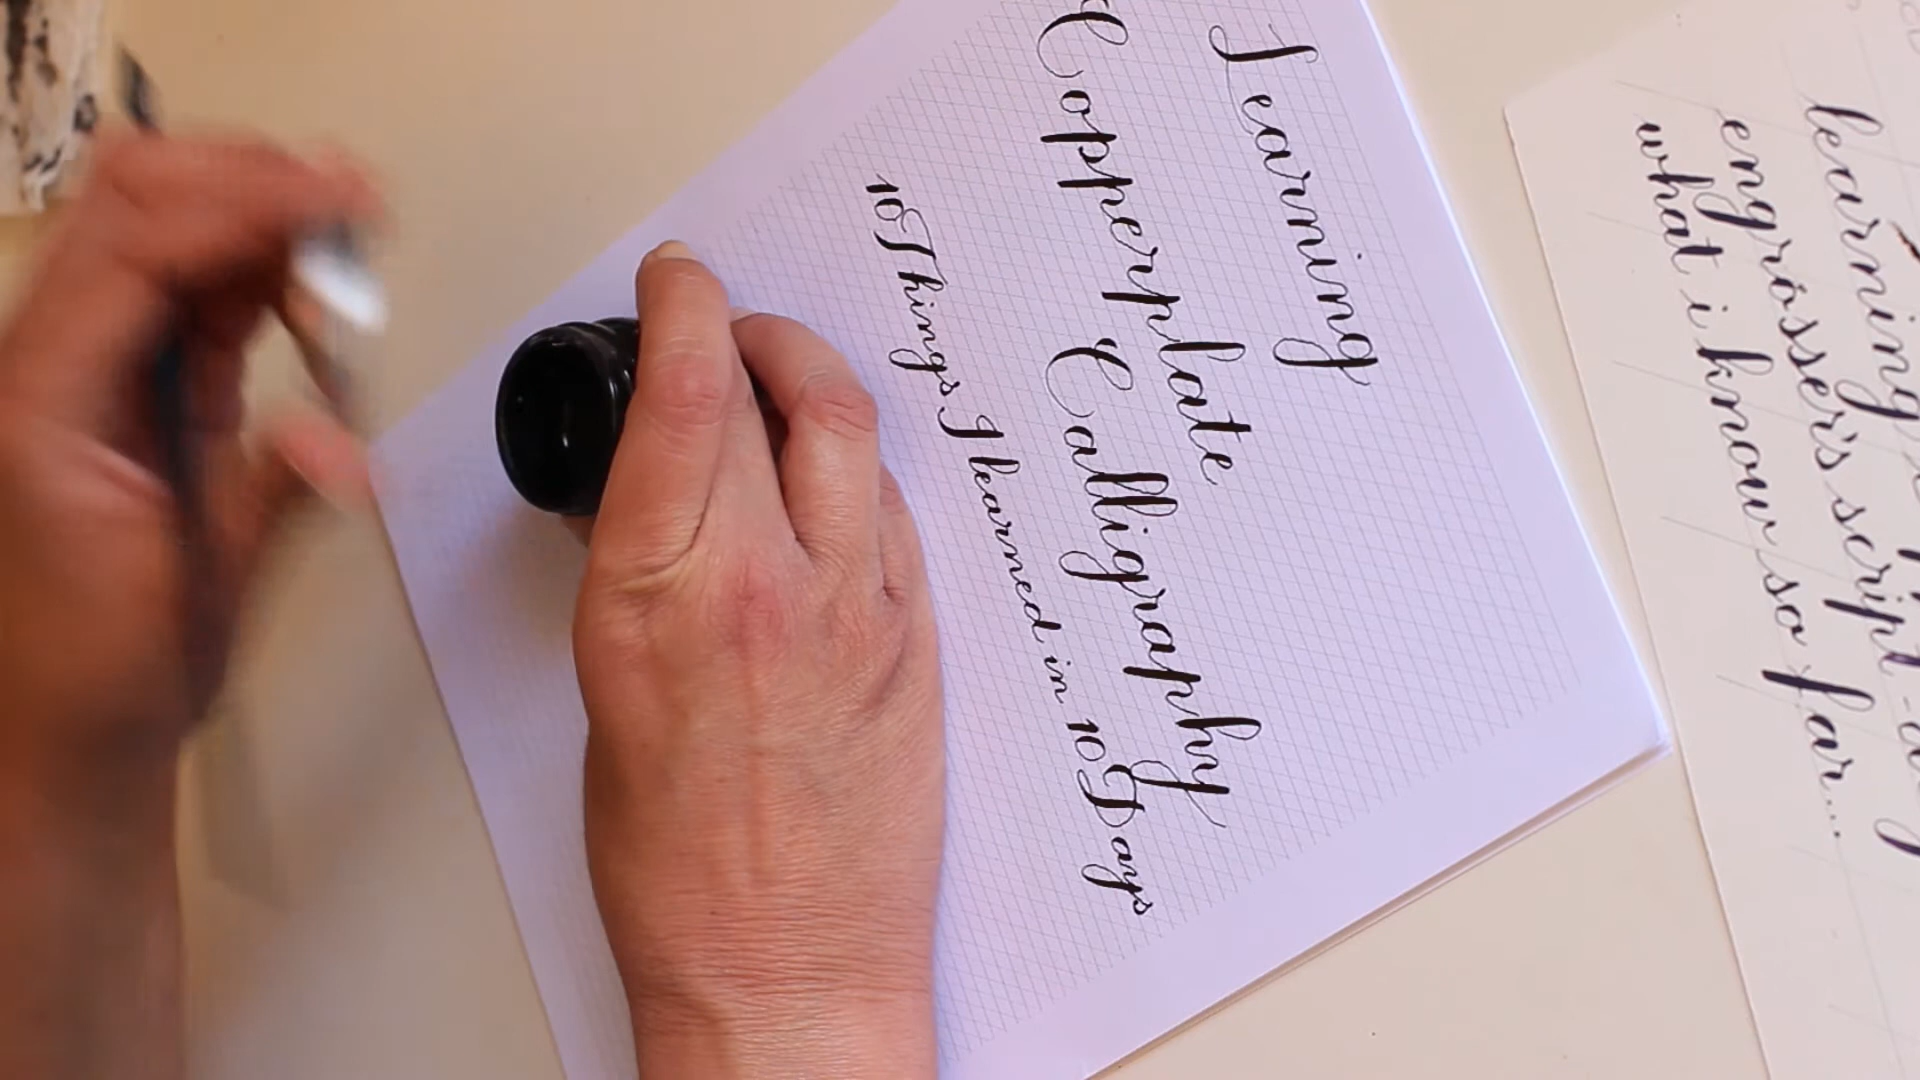 Learning
Copperplate
Calligraphy
10 Things I learned in 10 Days
learning
engrosser's script
what i know so far...